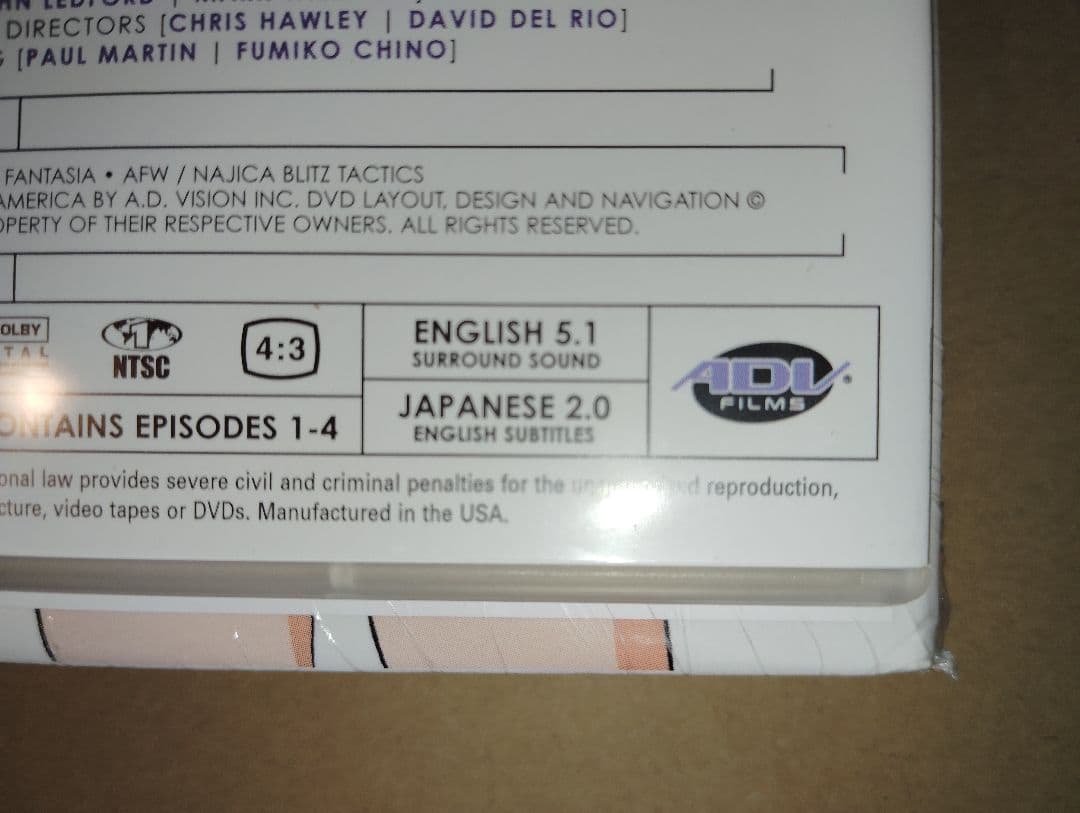 DIRECTORS [CHRIS HAWLEY | DAVID DEL RIO]
[PAUL MARTIN | FUMIKO CHINO]
FANTASIA • AFW / NAJICA BLITZ TACTICS
AMERICA BY A.D. VISION INC. DVD LAYOUT, DESIGN AND NAVIGATION ©
OPERTY OF THEIR RESPECTIVE OWNERS. ALL RIGHTS RESERVED.
OLBY
TAL
NTSC
4:3
ONTAINS EPISODES 1-4
ENGLISH 5.1
SURROUND SOUND
JAPANESE 2.0
ENGLISH SUBTITLES
ADV
FILMS
onal law provides severe civil and criminal penalties for the reproduction,
cture, video tapes or DVDs. Manufactured in the USA.